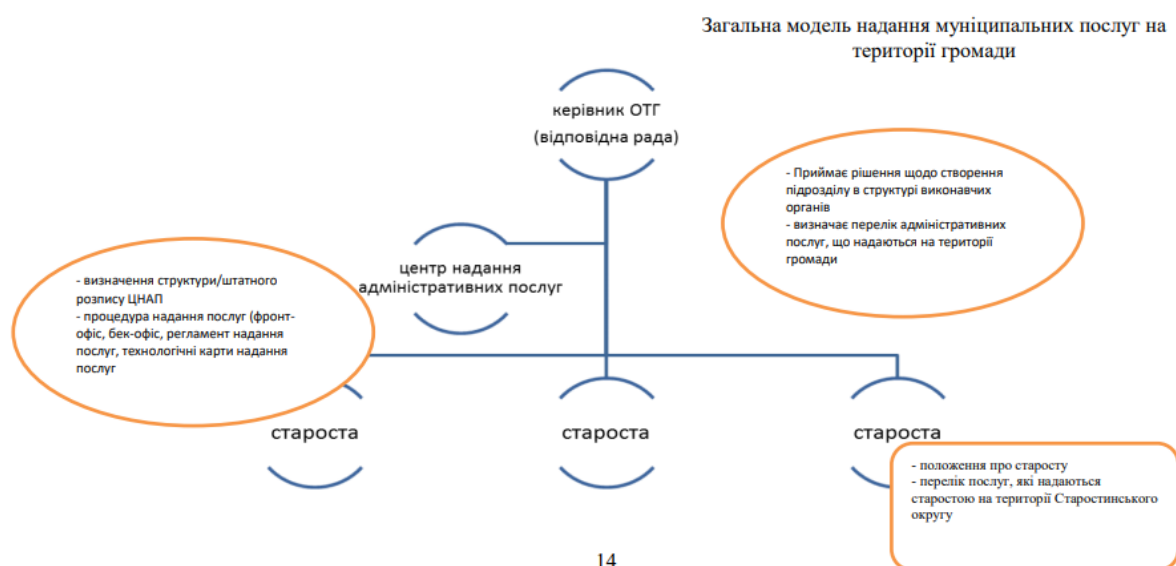 Загальна модель надання муніципальних послуг на
території громади
керівник ОТГ
(відповідна рада)
- Приймає рішення щодо створення
підрозділу в структурі виконавчих
органів
- визначає перелік адміністративних
послуг, що надаються на території
громади
центр надання
адміністративних послуг
- визначення структури/штатного
розпису ЦНАП
- процедура надання послуг (фронт-
офіс, бек-офіс, регламент надання
послуг, технологічні карти надання
послуг
староста
староста
староста
- положення про старосту
- перелік послуг, які надаються
старостою на території Старостинського
округу
14